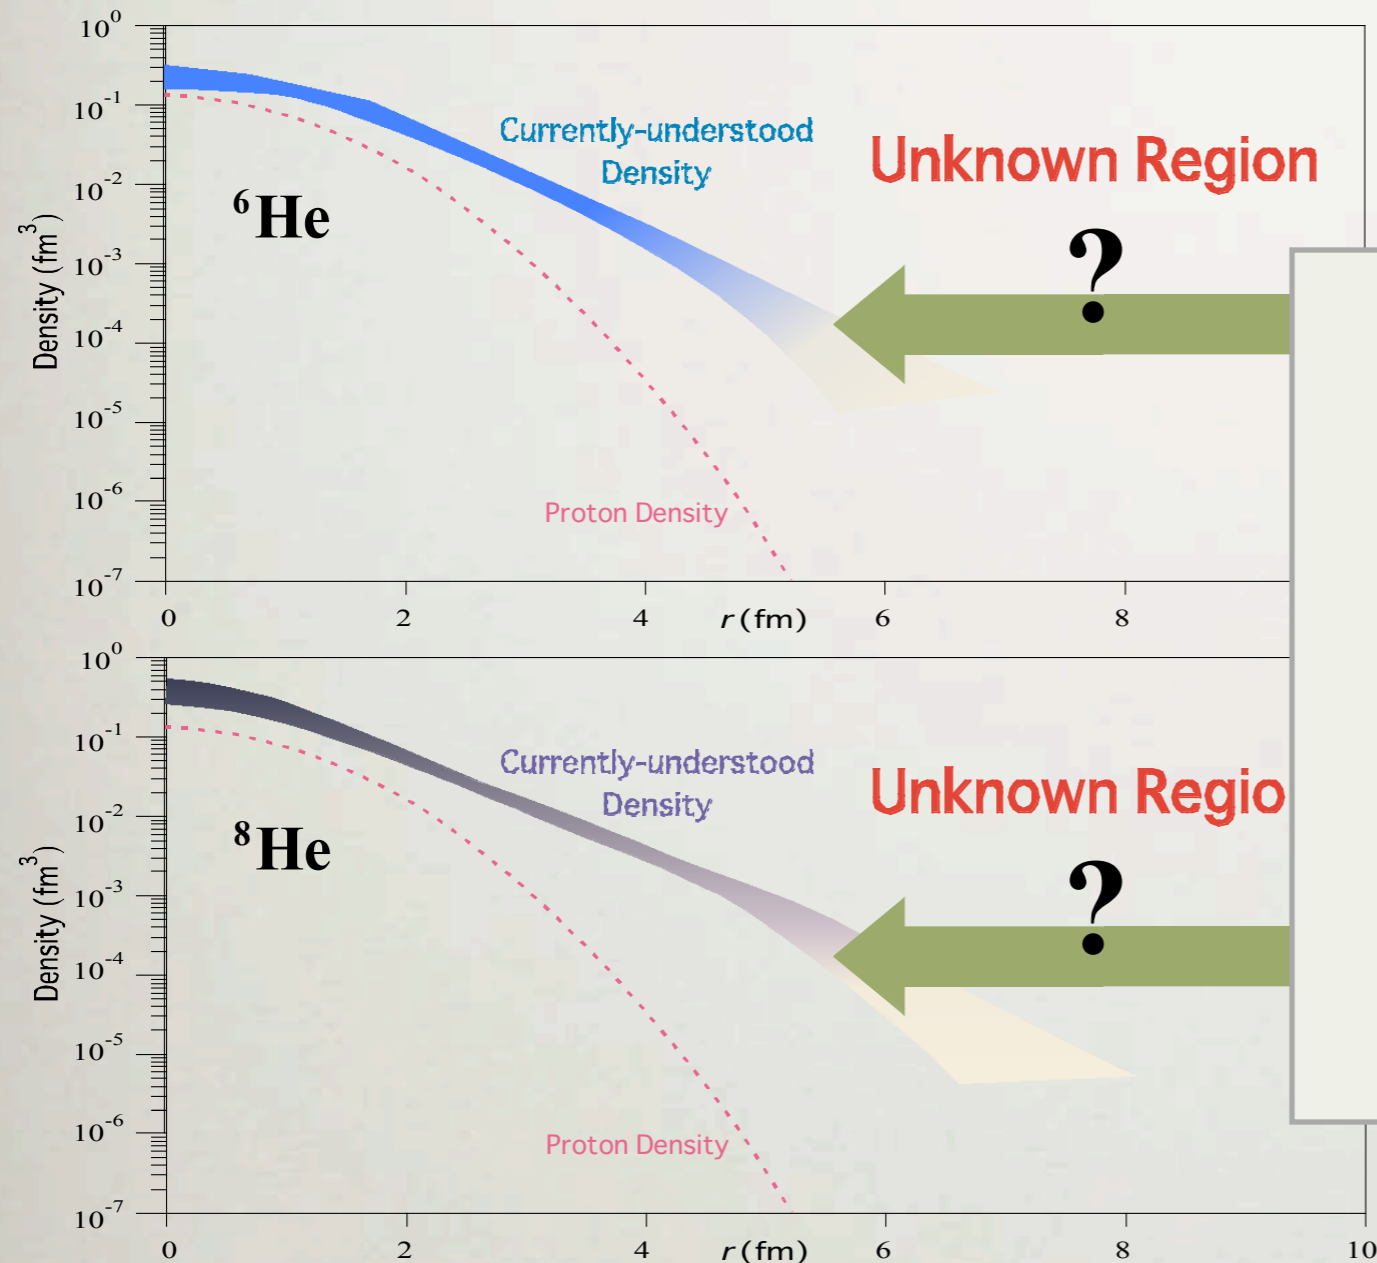 10⁰
10⁻¹
10⁻²
10⁻³
10⁻⁴
10⁻⁵
10⁻⁶
10⁻⁷
Density (fm³)
⁶He
Currently-understood
Density
Unknown Region
?
Proton Density
0 2 4 r (fm) 6 8
10⁰
10⁻¹
10⁻²
10⁻³
10⁻⁴
10⁻⁵
10⁻⁶
10⁻⁷
Density (fm³)
⁸He
Currently-understood
Density
Unknown Regio
?
Proton Density
0 2 4 r (fm) 6 8 10